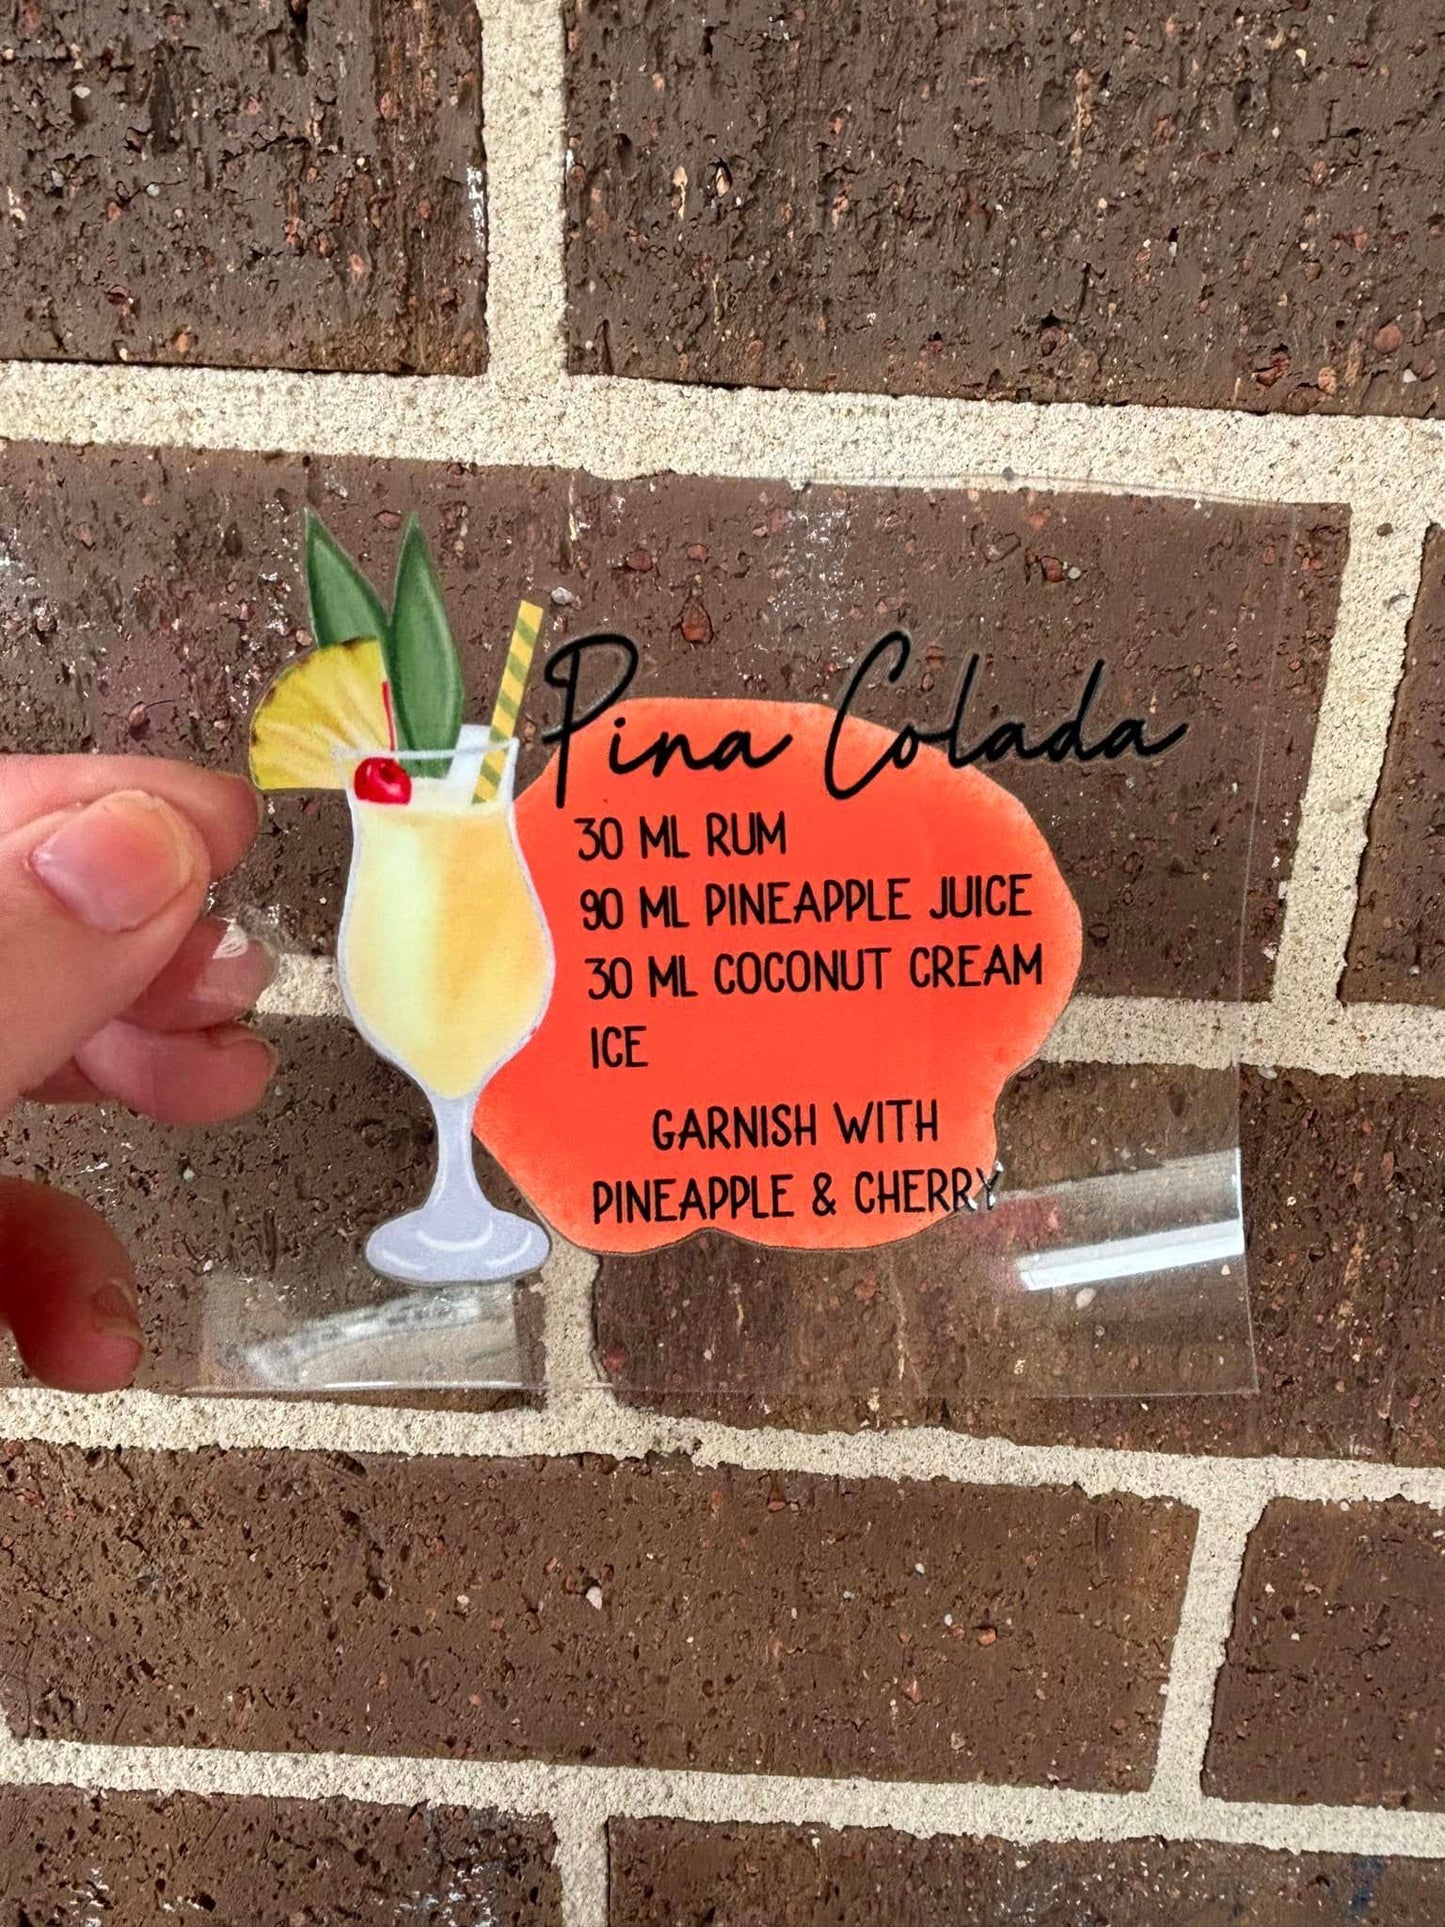 Pina Colada
30 ML RUM
90 ML PINEAPPLE JUICE
30 ML COCONUT CREAM
ICE
GARNISH WITH
PINEAPPLE & CHERRY